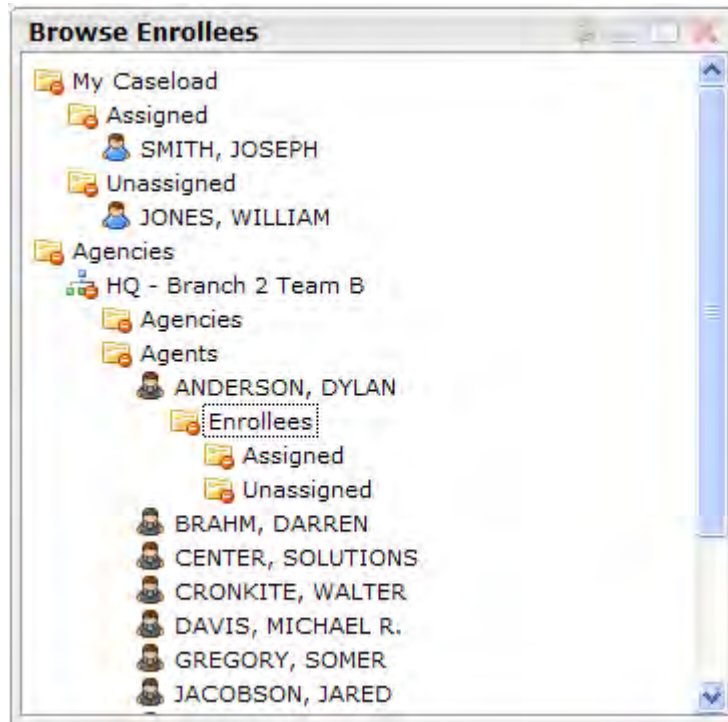 Browse Enrollees
My Caseload
Assigned
SMITH, JOSEPH
Unassigned
JONES, WILLIAM
Agencies
HQ - Branch 2 Team B
Agencies
Agents
ANDERSON, DYLAN
Enrollees
Assigned
Unassigned
BRAHM, DARREN
CENTER, SOLUTIONS
CRONKITE, WALTER
DAVIS, MICHAEL R.
GREGORY, SOMER
JACOBSON, JARED